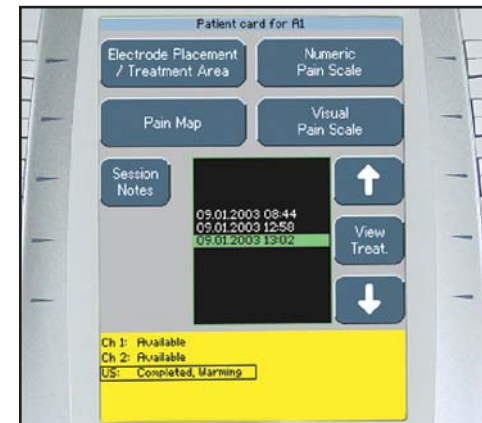 Patient card for A1
Electrode Placement
/ Treatment Area
Numeric
Pain Scale
Pain Map
Visual
Pain Scale
Session
Notes
09.01.2003 08:44
09.01.2003 12:58
09.01.2003 13:02
View
Treat.
Ch 1: Available
Ch 2: Available
US: Completed, Warming